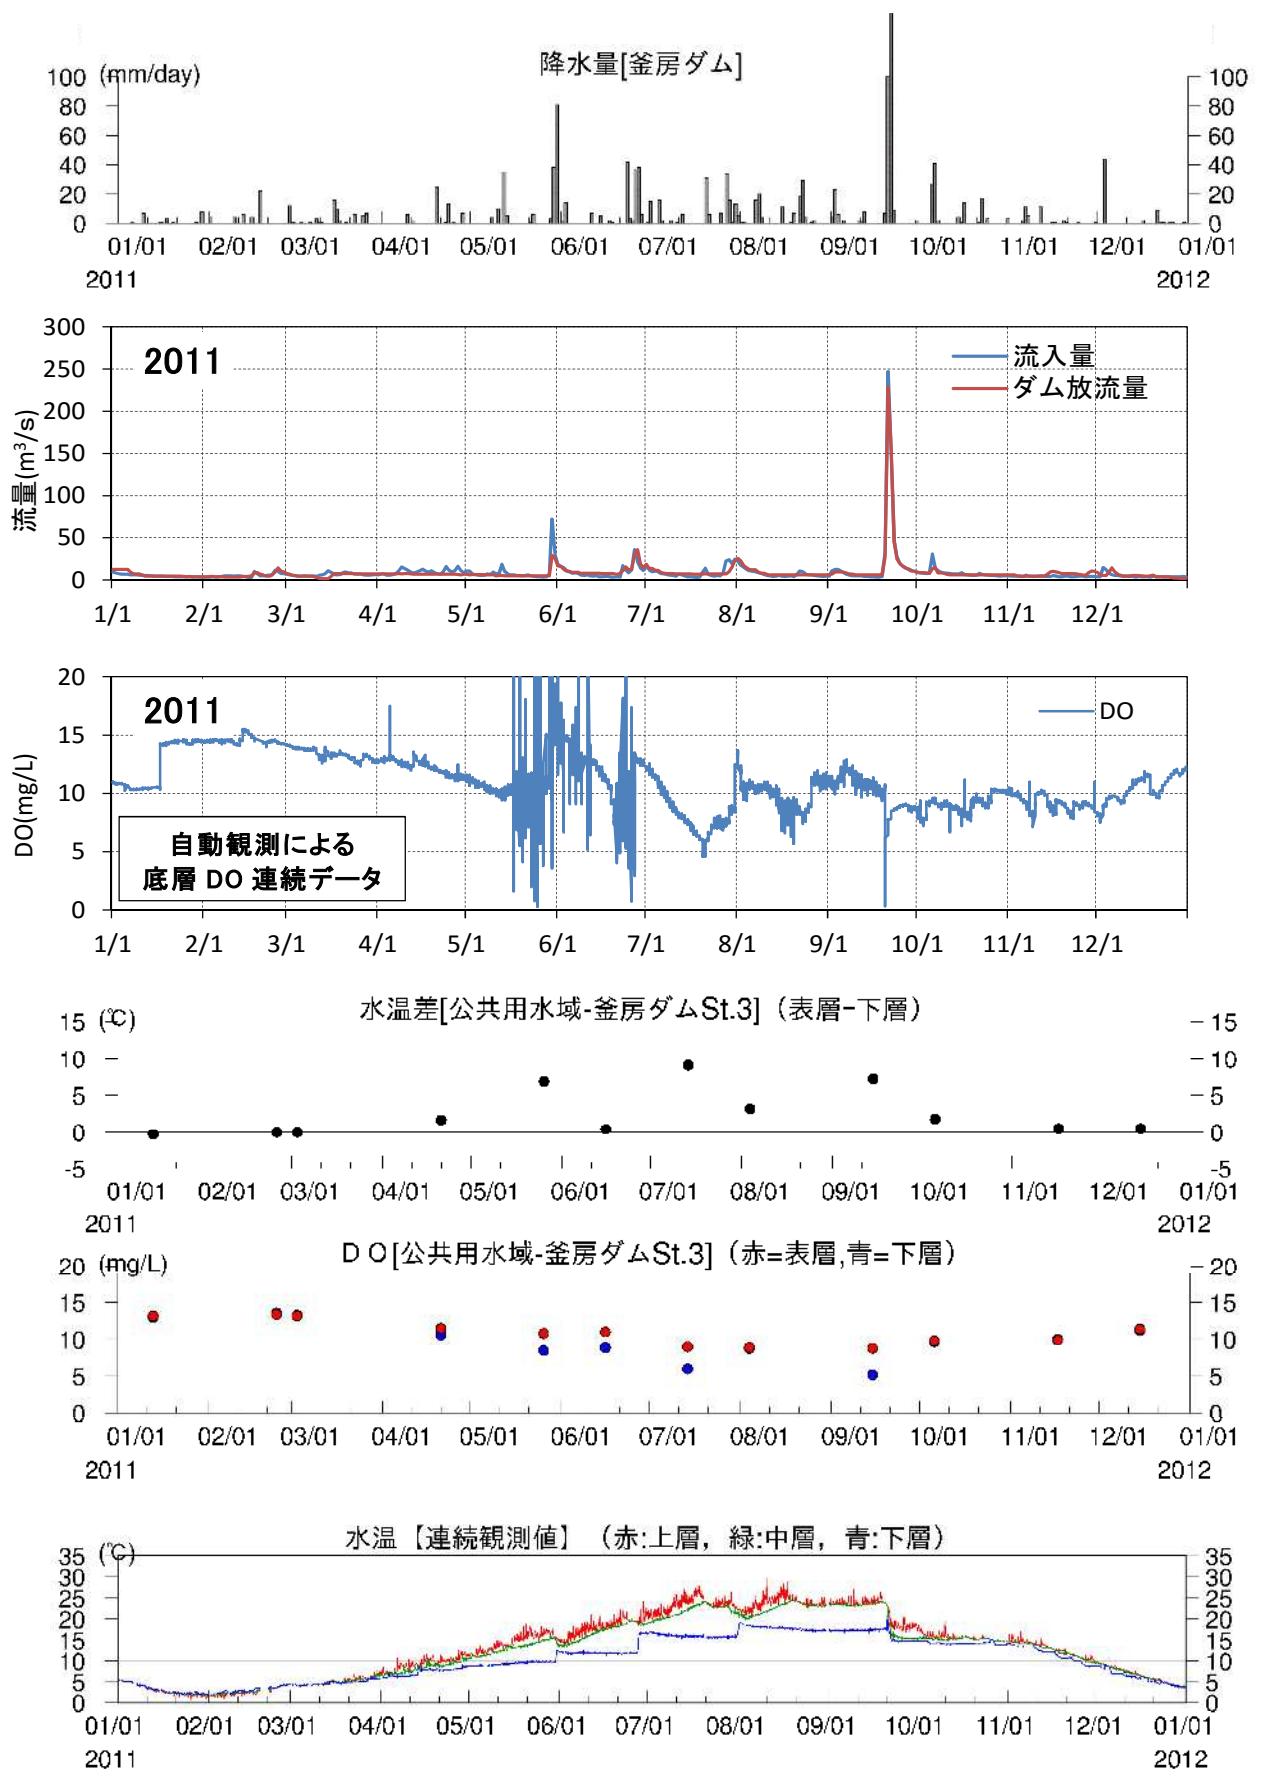 降水量[釜房ダム]
100 (mm/day) 100
80 80
60 60
40 40
20 20
0 0
01/01 02/01 03/01 04/01 05/01 06/01 07/01 08/01 09/01 10/01 11/01 12/01 01/01
2011 2012
流量(m³/s)
300
250
200
150
100
50
0
2011
流入量
ダム放流量
1/1 2/1 3/1 4/1 5/1 6/1 7/1 8/1 9/1 10/1 11/1 12/1
DO(mg/L)
20
15
10
5
0
2011
DO
自動観測による
底層 DO 連続データ
1/1 2/1 3/1 4/1 5/1 6/1 7/1 8/1 9/1 10/1 11/1 12/1
水温差[公共用水域-釜房ダムSt.3]（表層-下層）
15 (℃) 15
10 10
5 5
0 0
-5 -5
01/01 02/01 03/01 04/01 05/01 06/01 07/01 08/01 09/01 10/01 11/01 12/01 01/01
2011 2012
ＤＯ[公共用水域-釜房ダムSt.3]（赤=表層,青=下層）
20 (mg/L) 20
15 15
10 10
5 5
0 0
01/01 02/01 03/01 04/01 05/01 06/01 07/01 08/01 09/01 10/01 11/01 12/01 01/01
2011 2012
水温【連続観測値】（赤:上層，緑:中層，青:下層）
35 (℃) 35
30 30
25 25
20 20
15 15
10 10
5 5
0 0
01/01 02/01 03/01 04/01 05/01 06/01 07/01 08/01 09/01 10/01 11/01 12/01 01/01
2011 2012